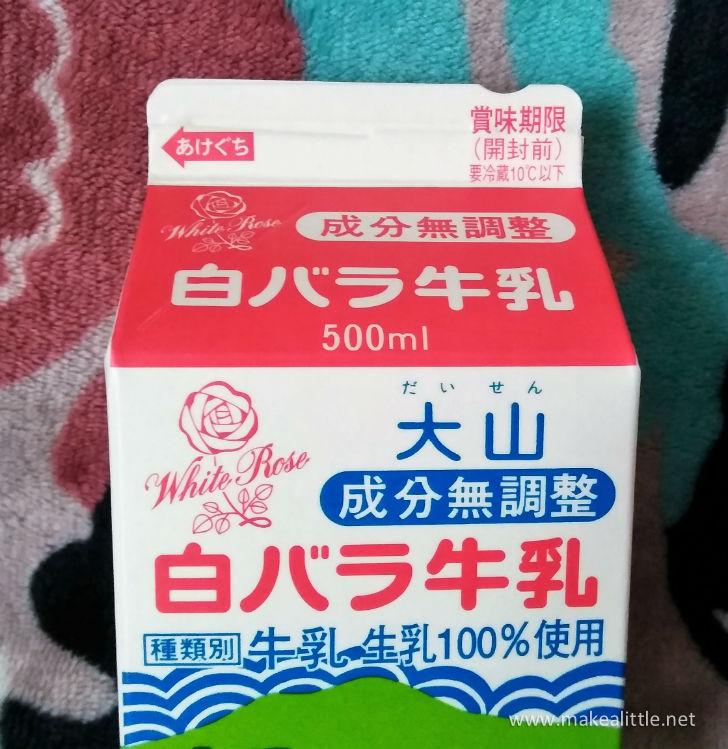 あけぐち
賞味期限
(開封前)
要冷蔵10℃以下
White Rose
成分無調整
白バラ牛乳
500ml
だいせん
大山
White Rose
成分無調整
白バラ牛乳
種類別 牛乳 生乳100%使用
www.makealittle.net